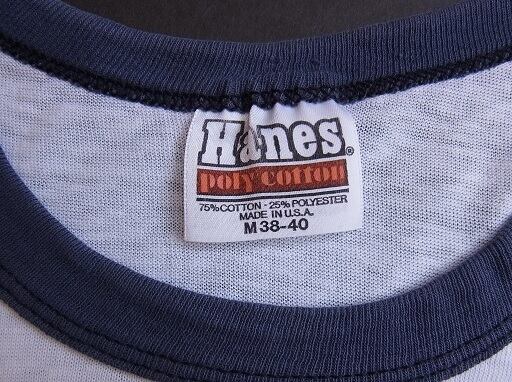 Hanes
poly-cotton
75% COTTON - 25% POLYESTER
MADE IN U.S.A.
M 38-40